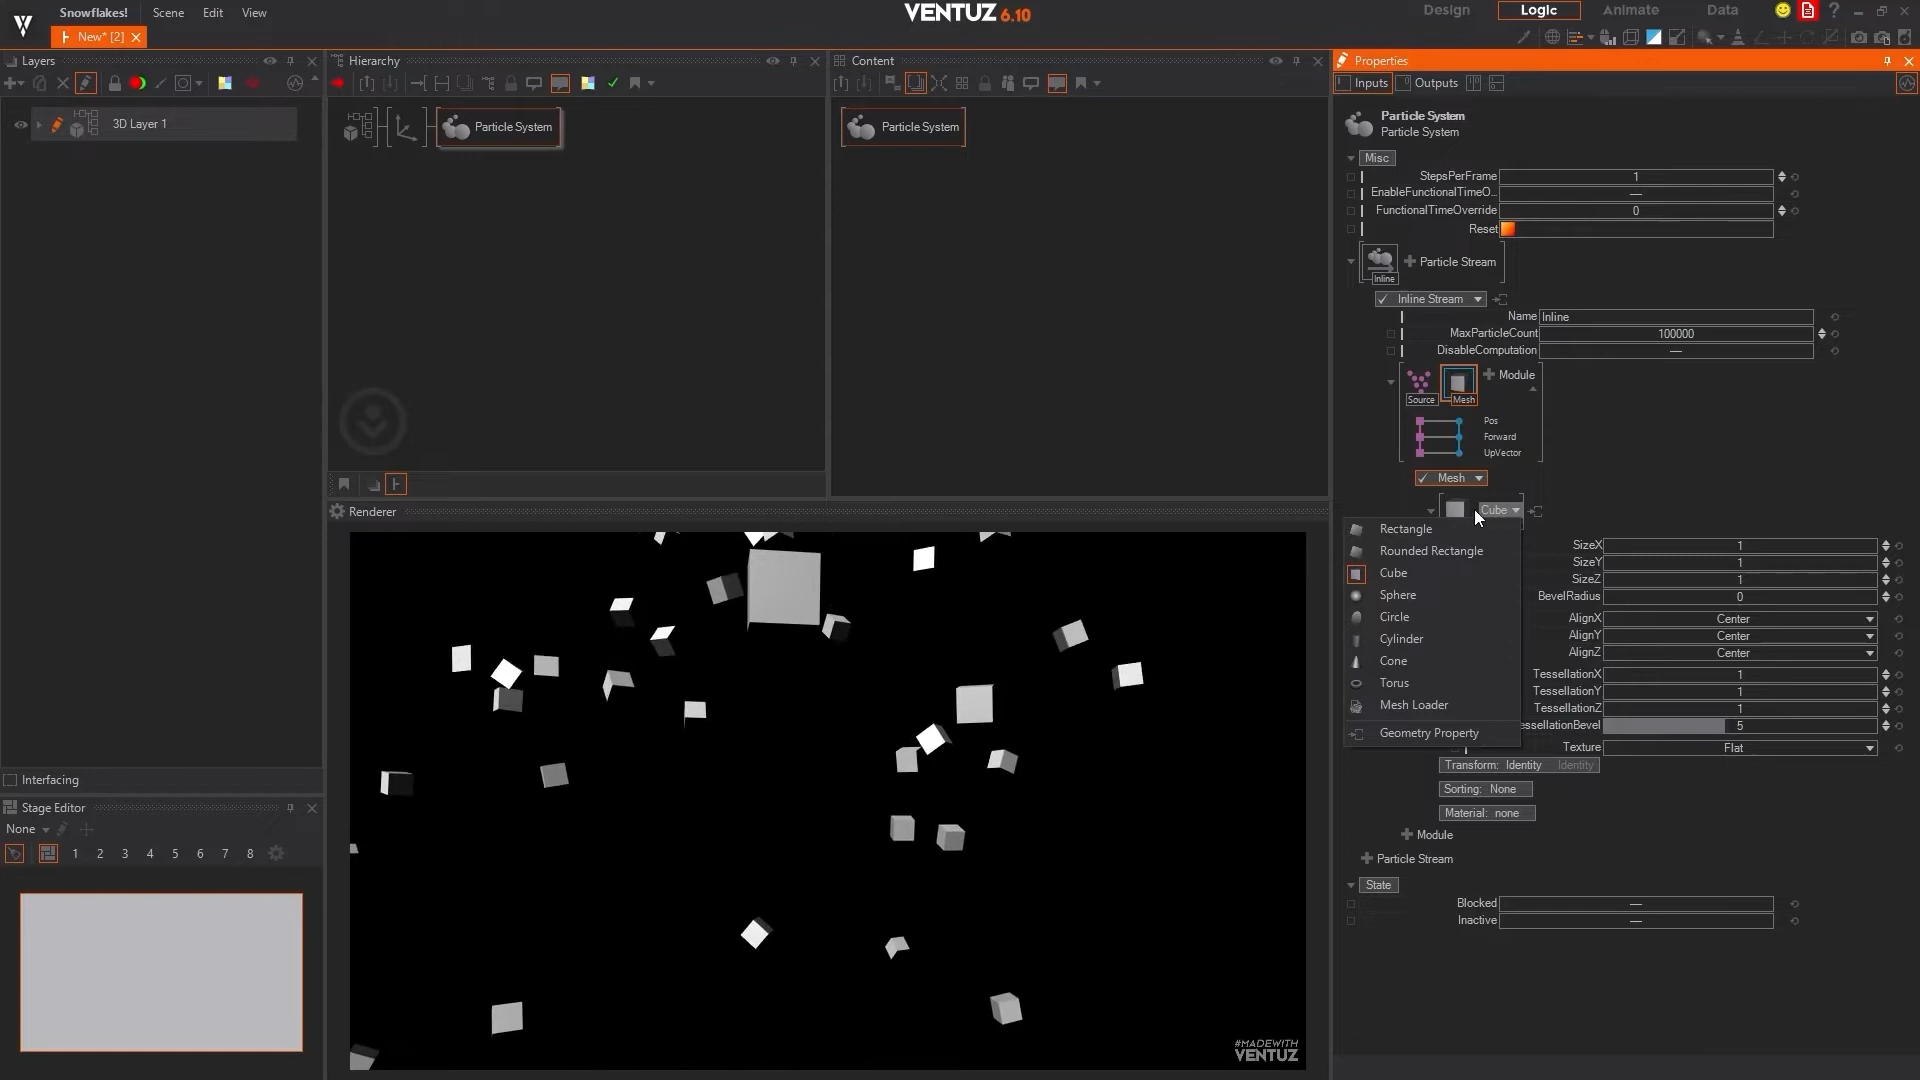 Snowflakes! Scene Edit View
VENTUZ 6.10
Design Logic Animate Data
New* [2]
Layers
3D Layer 1
Interfacing
Stage Editor
None
1 2 3 4 5 6 7 8
Hierarchy
Particle System
Content
Particle System
Renderer
#MADEWITH
VENTUZ
Properties
Inputs Outputs
Particle System
Particle System
Misc
StepsPerFrame 1
EnableFunctionalTimeO... —
FunctionalTimeOverride 0
Reset
Particle Stream
Inline
Inline Stream
Name Inline
MaxParticleCount 100000
DisableComputation —
Module
Source Mesh
Pos
Forward
UpVector
Mesh
Cube
Rectangle
Rounded Rectangle
Cube
Sphere
Circle
Cylinder
Cone
Torus
Mesh Loader
Geometry Property
SizeX 1
SizeY 1
SizeZ 1
BevelRadius 0
AlignX Center
AlignY Center
AlignZ Center
TessellationX 1
TessellationY 1
TessellationZ 1
essellationBevel 5
Texture Flat
Transform: Identity Identity
Sorting: None
Material: none
Module
Particle Stream
State
Blocked —
Inactive —